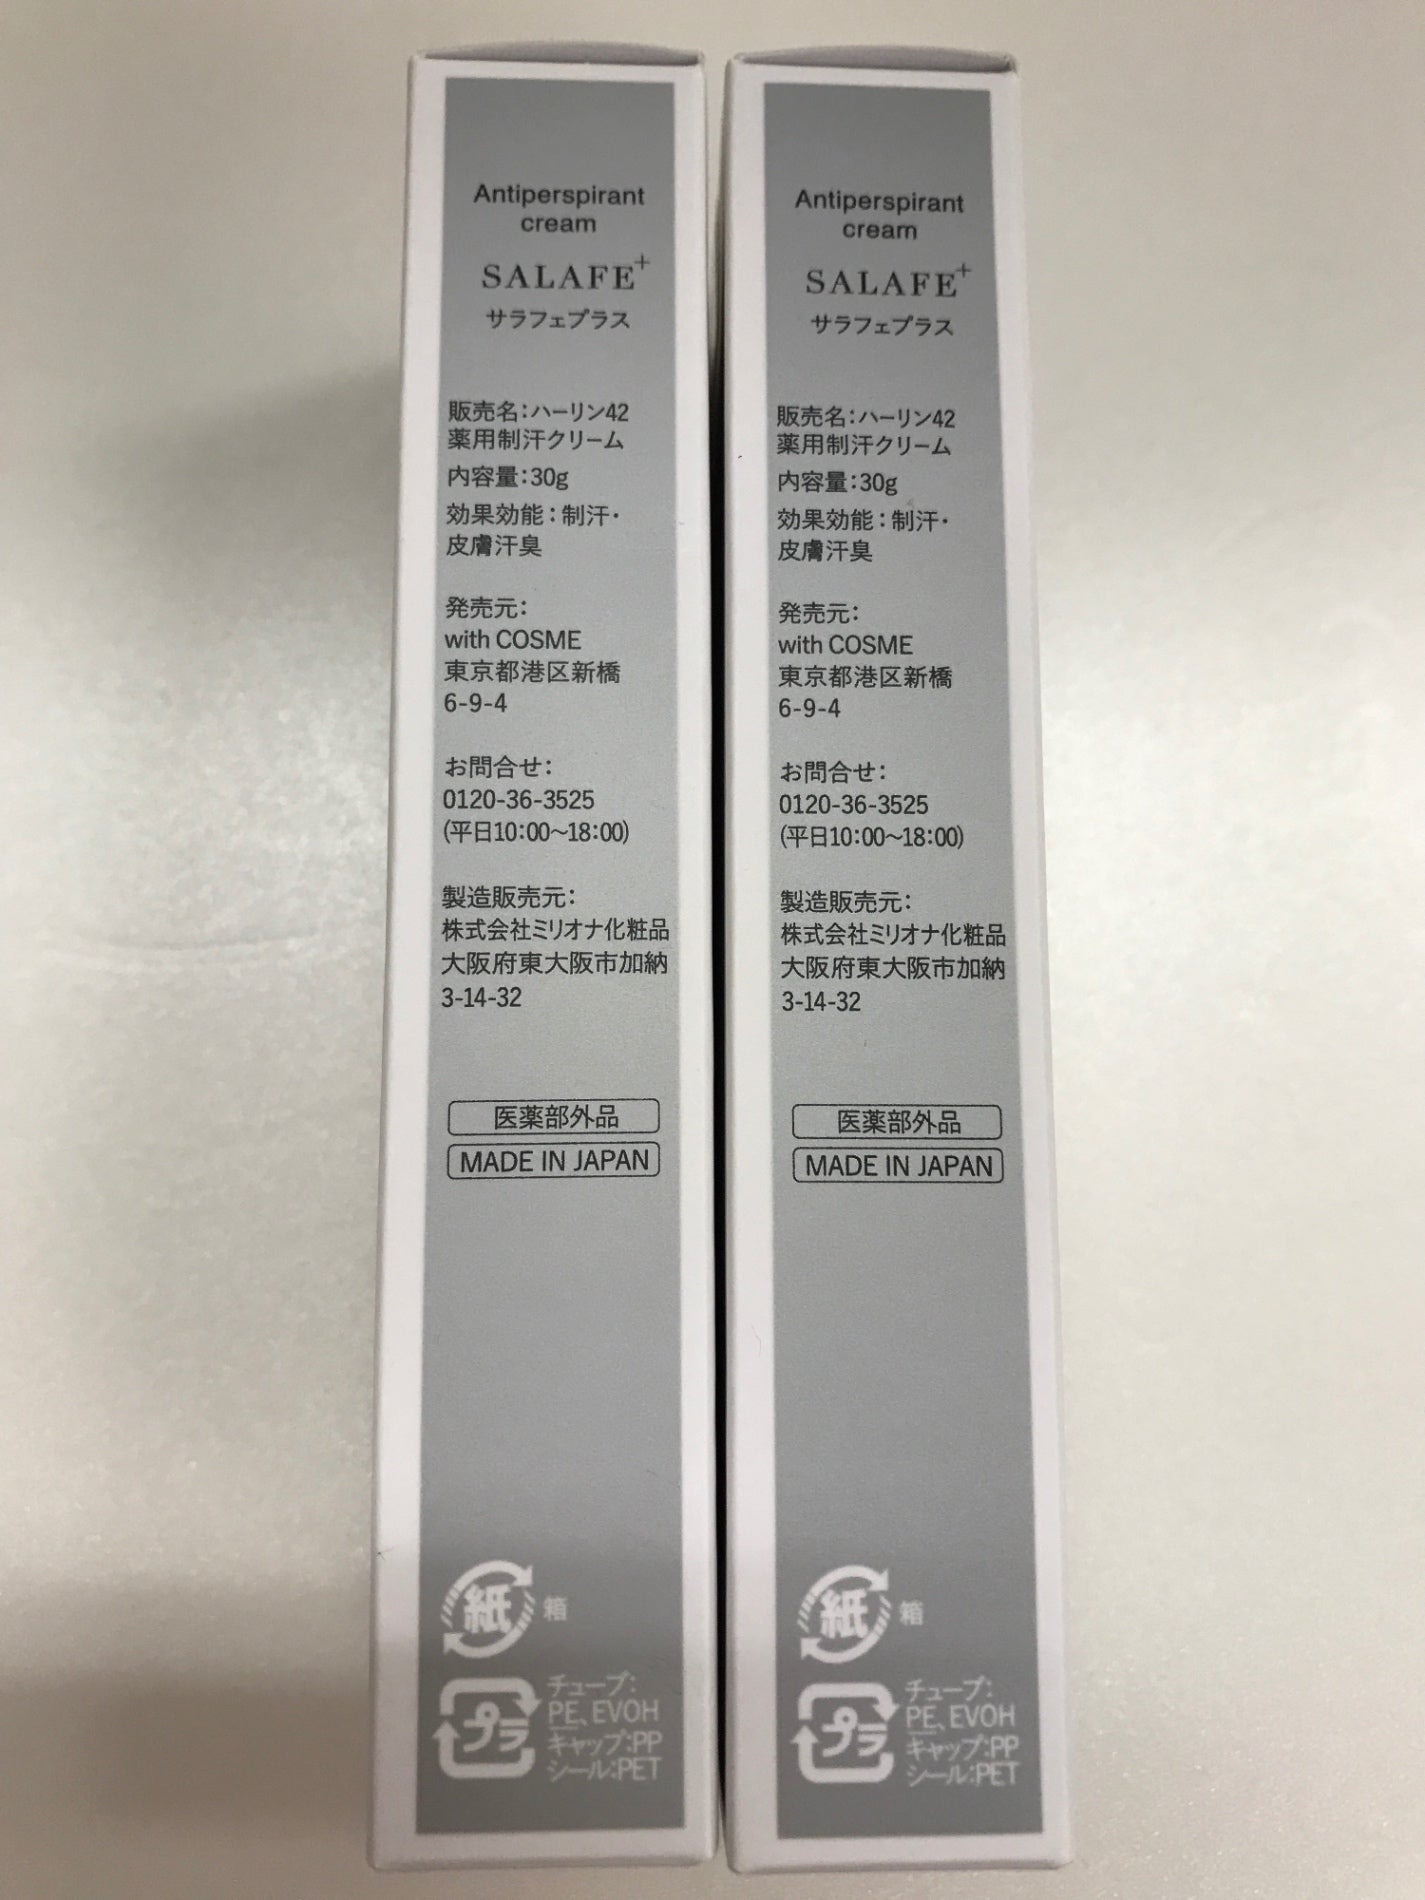 Antiperspirant
cream
SALAFE+
サラフェプラス
販売名:ハーリン42
薬用制汗クリーム
内容量:30g
効果効能:制汗・
皮膚汗臭
発売元:
with COSME
東京都港区新橋
6-9-4
お問合せ:
0120-36-3525
(平日10:00〜18:00)
製造販売元:
株式会社ミリオナ化粧品
大阪府東大阪市加納
3-14-32
医薬部外品
MADE IN JAPAN
紙 箱
プラ
チューブ:
PE、EVOH
キャップ:PP
シール:PET
Antiperspirant
cream
SALAFE+
サラフェプラス
販売名:ハーリン42
薬用制汗クリーム
内容量:30g
効果効能:制汗・
皮膚汗臭
発売元:
with COSME
東京都港区新橋
6-9-4
お問合せ:
0120-36-3525
(平日10:00〜18:00)
製造販売元:
株式会社ミリオナ化粧品
大阪府東大阪市加納
3-14-32
医薬部外品
MADE IN JAPAN
紙 箱
プラ
チューブ:
PE、EVOH
キャップ:PP
シール:PET